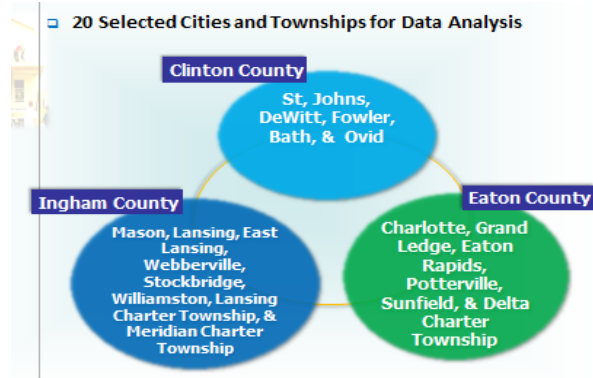 20 Selected Cities and Townships for Data Analysis
Clinton County
St, Johns,
DeWitt, Fowler,
Bath, & Ovid
Ingham County
Mason, Lansing, East
Lansing,
Webberville,
Stockbridge,
Williamston, Lansing
Charter Township, &
Meridian Charter
Township
Eaton County
Charlotte, Grand
Ledge, Eaton
Rapids,
Potterville,
Sunfield, & Delta
Charter
Township